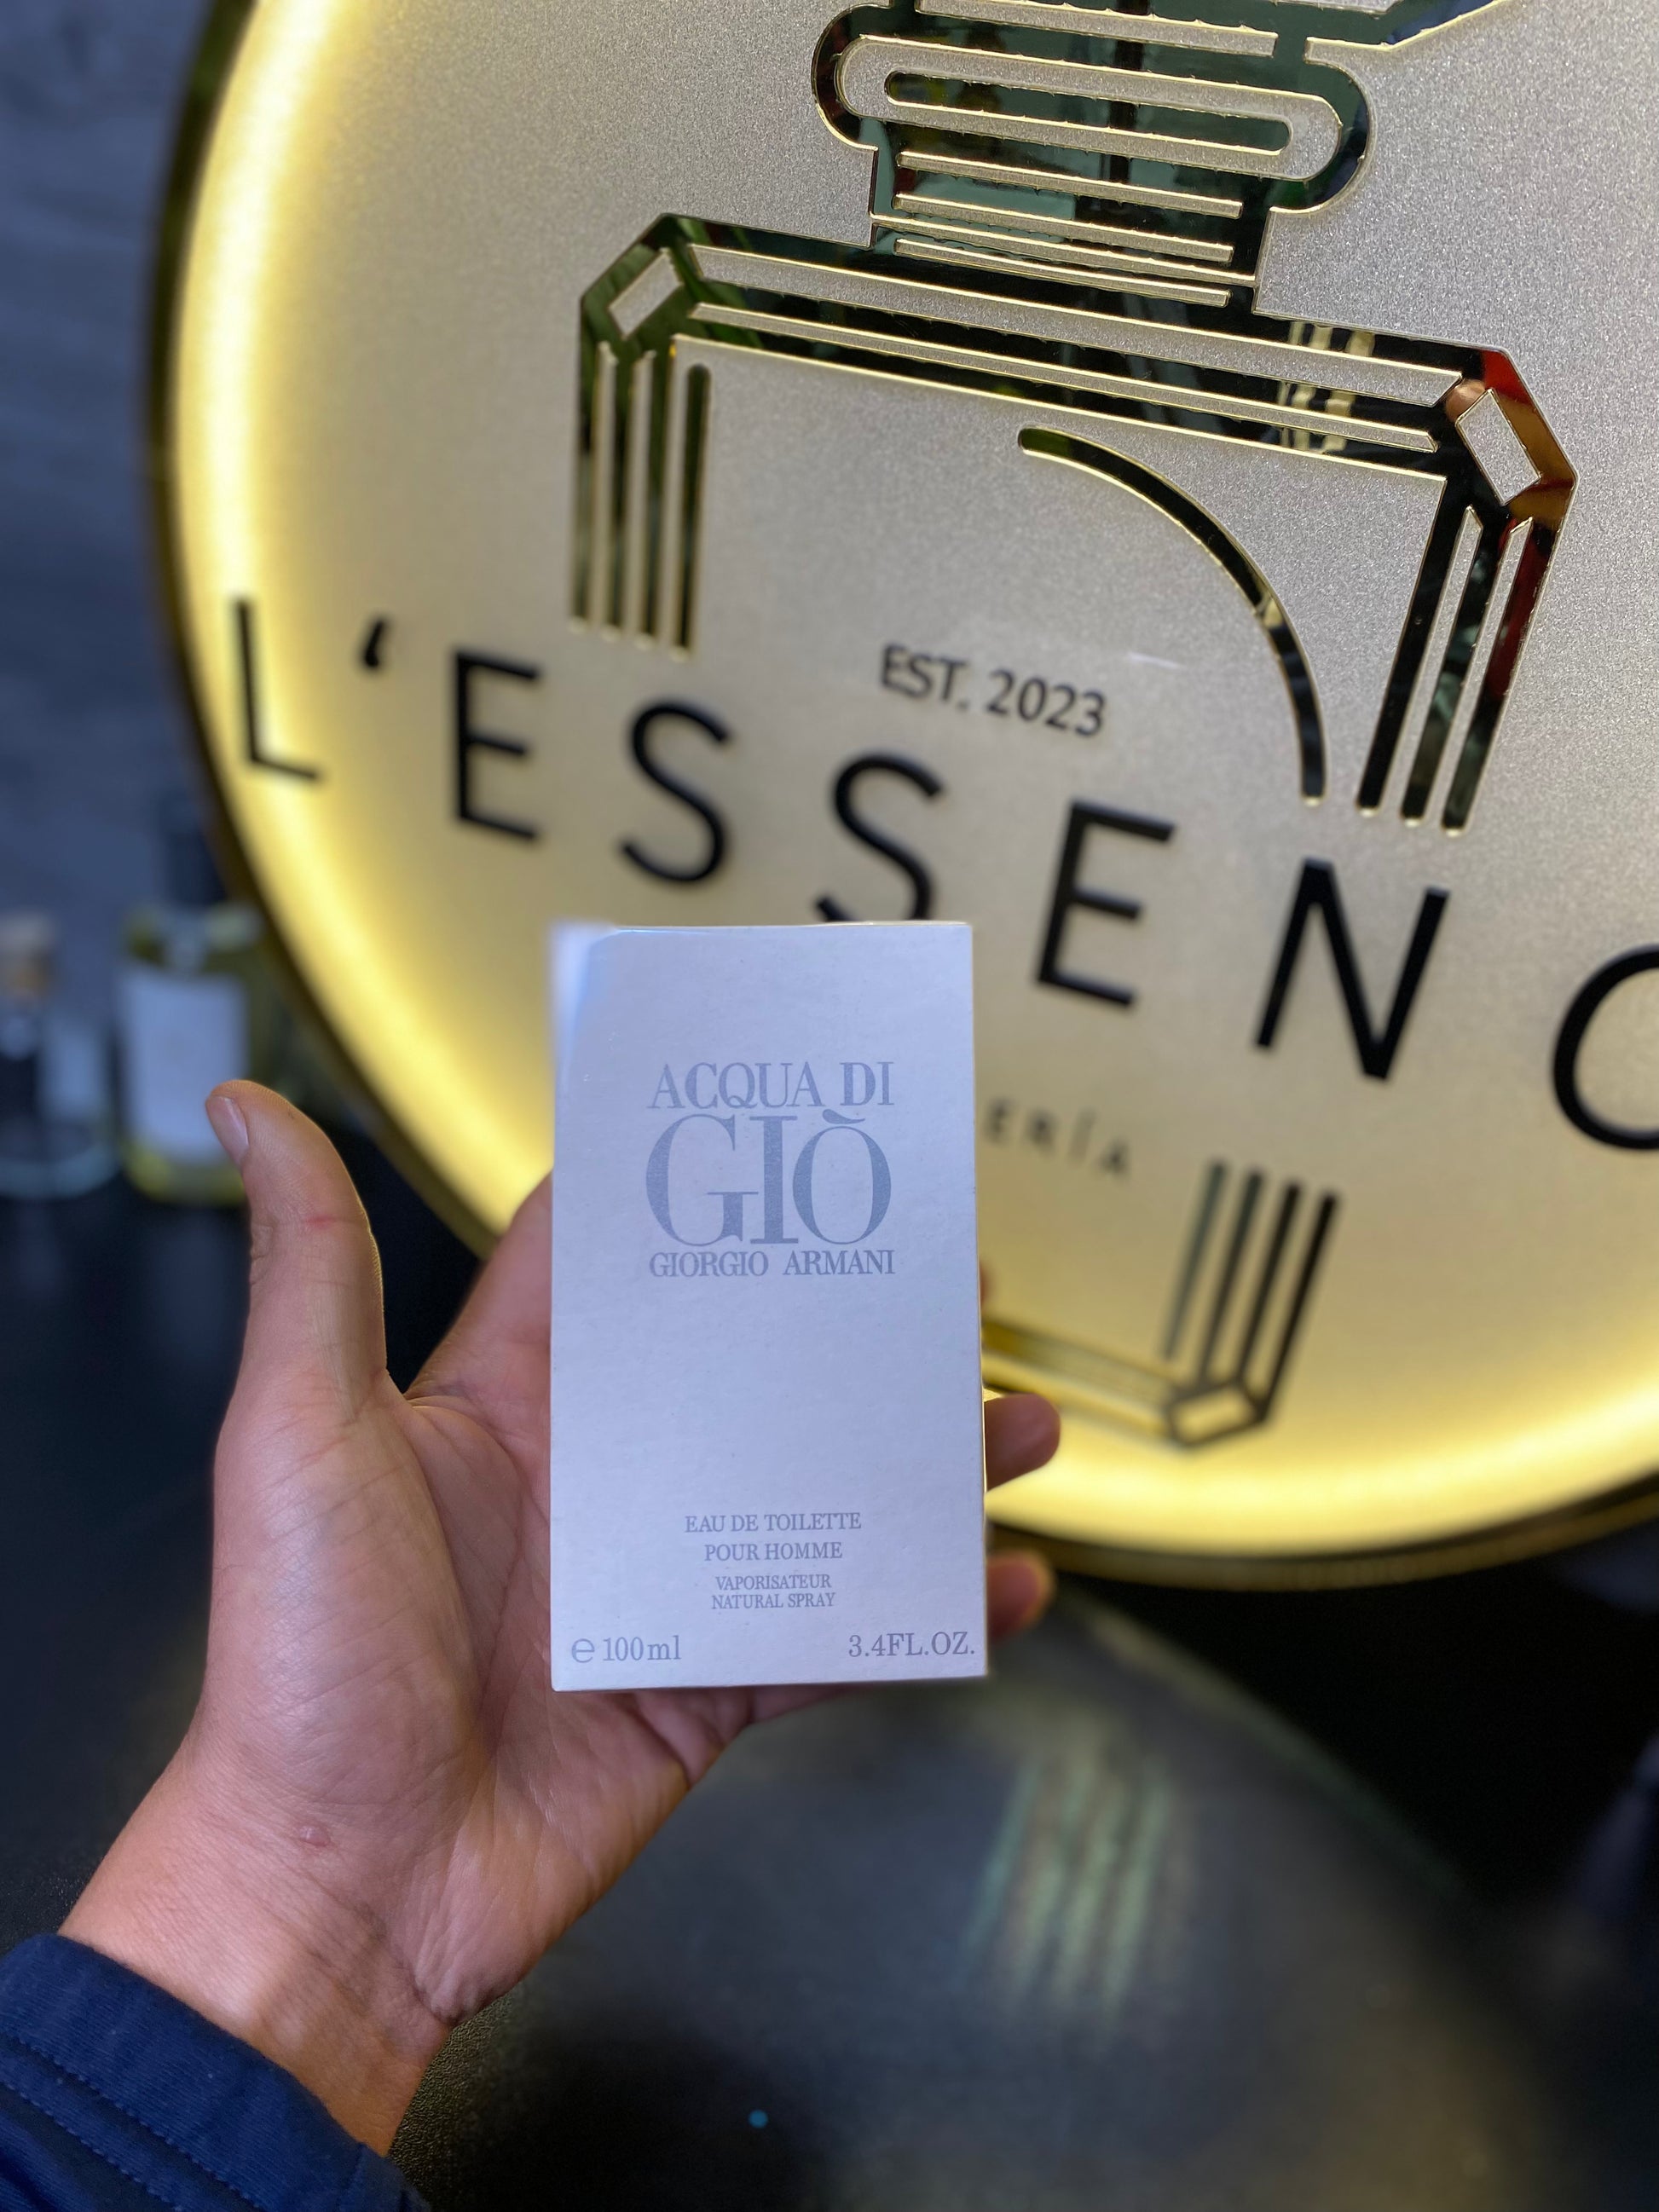 EST. 2023
L‘ESSENC
ERÍA
ACQUA DI
GIÒ
GIORGIO ARMANI
EAU DE TOILETTE
POUR HOMME
VAPORISATEUR
NATURAL SPRAY
℮ 100ml 3.4FL.OZ.